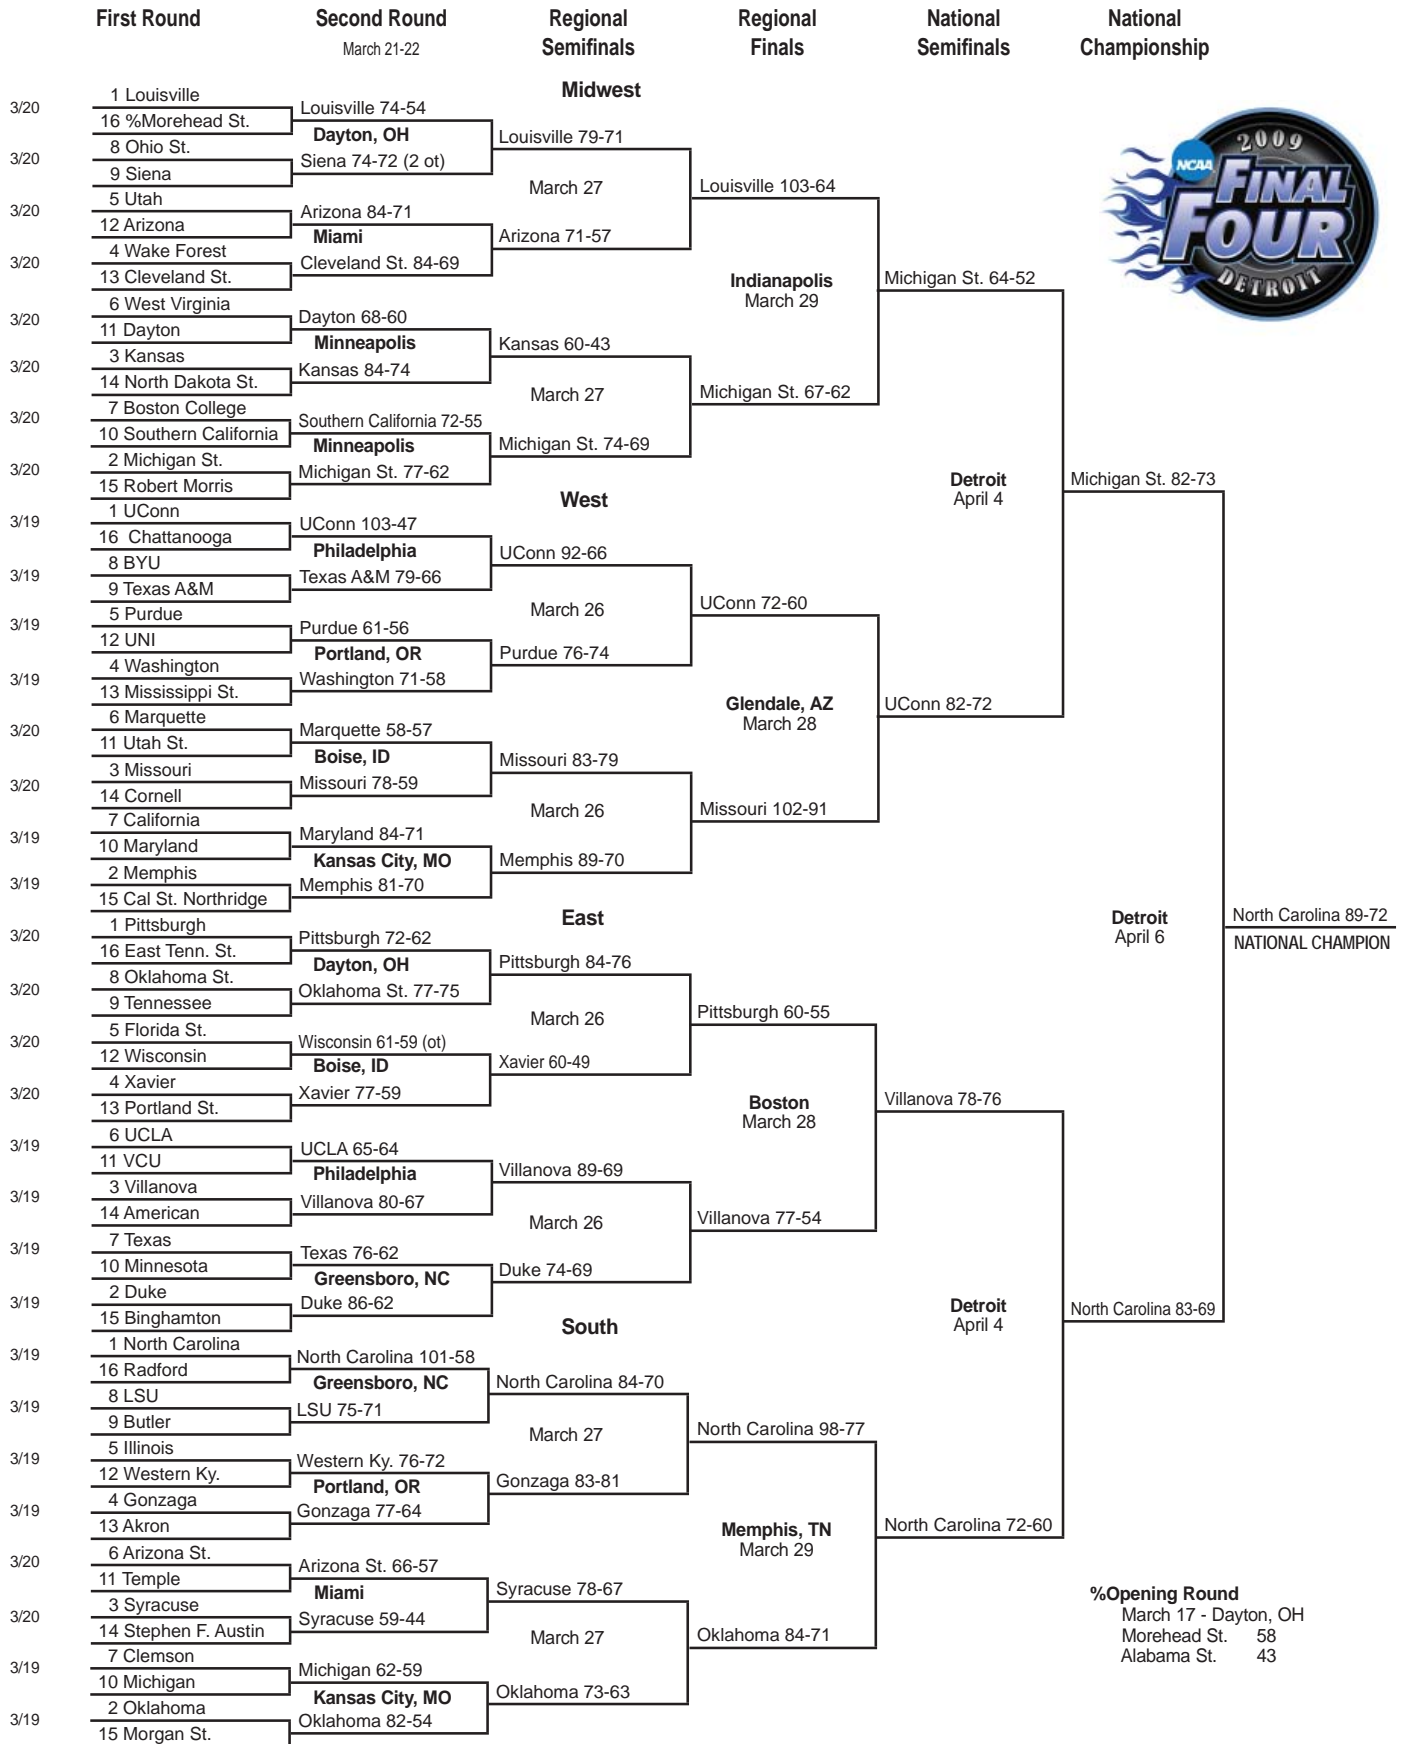 First Round
Second Round
March 21-22
Regional
Semifinals
Regional
Finals
National
Semifinals
National
Championship
Midwest
3/20
1 Louisville
16 %Morehead St.
Louisville 74-54
Dayton, OH
3/20
8 Ohio St.
9 Siena
Siena 74-72 (2 ot)
Louisville 79-71
March 27
3/20
5 Utah
12 Arizona
Arizona 84-71
Miami
3/20
4 Wake Forest
13 Cleveland St.
Cleveland St. 84-69
Arizona 71-57
Louisville 103-64
Indianapolis
March 29
3/20
6 West Virginia
11 Dayton
Dayton 68-60
Minneapolis
3/20
3 Kansas
14 North Dakota St.
Kansas 84-74
Kansas 60-43
March 27
3/20
7 Boston College
10 Southern California
Southern California 72-55
Minneapolis
3/20
2 Michigan St.
15 Robert Morris
Michigan St. 77-62
Michigan St. 74-69
Michigan St. 67-62
Michigan St. 64-52
2009
NCAA
FINAL
FOUR
DETROIT
West
3/19
1 UConn
16 Chattanooga
UConn 103-47
Philadelphia
3/19
8 BYU
9 Texas A&M
Texas A&M 79-66
UConn 92-66
March 26
3/19
5 Purdue
12 UNI
Purdue 61-56
Portland, OR
3/19
4 Washington
13 Mississippi St.
Washington 71-58
Purdue 76-74
UConn 72-60
Glendale, AZ
March 28
3/20
6 Marquette
11 Utah St.
Marquette 58-57
Boise, ID
3/20
3 Missouri
14 Cornell
Missouri 78-59
Missouri 83-79
March 26
3/19
7 California
10 Maryland
Maryland 84-71
Kansas City, MO
3/19
2 Memphis
15 Cal St. Northridge
Memphis 81-70
Memphis 89-70
Missouri 102-91
UConn 82-72
Detroit
April 4
Michigan St. 82-73
East
3/20
1 Pittsburgh
16 East Tenn. St.
Pittsburgh 72-62
Dayton, OH
3/20
8 Oklahoma St.
9 Tennessee
Oklahoma St. 77-75
Pittsburgh 84-76
March 26
3/20
5 Florida St.
12 Wisconsin
Wisconsin 61-59 (ot)
Boise, ID
3/20
4 Xavier
13 Portland St.
Xavier 77-59
Xavier 60-49
Pittsburgh 60-55
Boston
March 28
3/19
6 UCLA
11 VCU
UCLA 65-64
Philadelphia
3/19
3 Villanova
14 American
Villanova 80-67
Villanova 89-69
March 26
3/19
7 Texas
10 Minnesota
Texas 76-62
Greensboro, NC
3/19
2 Duke
15 Binghamton
Duke 86-62
Duke 74-69
Villanova 77-54
Villanova 78-76
South
3/19
1 North Carolina
16 Radford
North Carolina 101-58
Greensboro, NC
3/19
8 LSU
9 Butler
LSU 75-71
North Carolina 84-70
March 27
3/19
5 Illinois
12 Western Ky.
Western Ky. 76-72
Portland, OR
3/19
4 Gonzaga
13 Akron
Gonzaga 77-64
Gonzaga 83-81
North Carolina 98-77
Memphis, TN
March 29
3/20
6 Arizona St.
11 Temple
Arizona St. 66-57
Miami
3/20
3 Syracuse
14 Stephen F. Austin
Syracuse 59-44
Syracuse 78-67
March 27
3/19
7 Clemson
10 Michigan
Michigan 62-59
Kansas City, MO
3/19
2 Oklahoma
15 Morgan St.
Oklahoma 82-54
Oklahoma 73-63
Oklahoma 84-71
North Carolina 72-60
Detroit
April 4
North Carolina 83-69
Detroit
April 6
North Carolina 89-72
NATIONAL CHAMPION
%Opening Round
March 17 - Dayton, OH
Morehead St. 58
Alabama St. 43